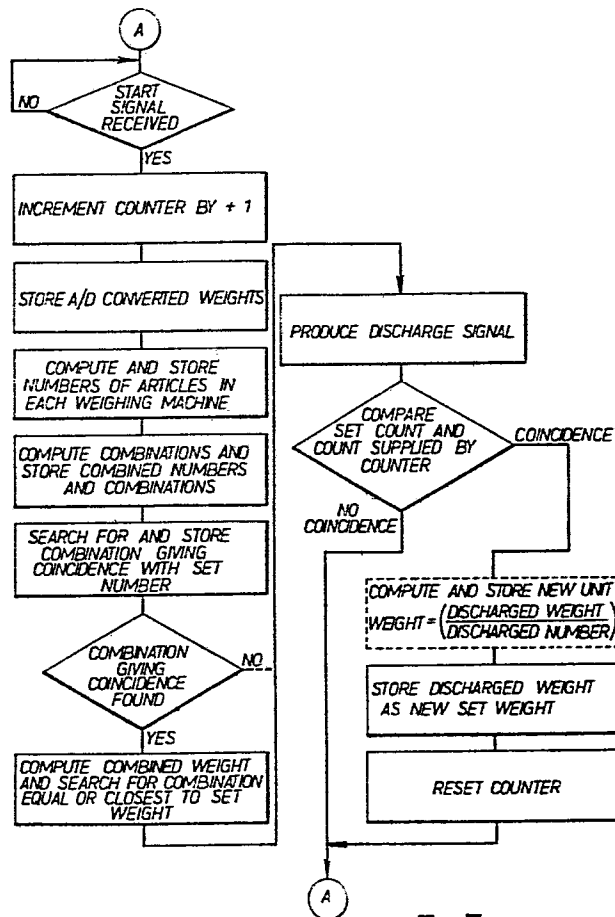 A
START
SIGNAL
RECEIVED
NO
YES
INCREMENT COUNTER BY + 1
STORE A/D CONVERTED WEIGHTS
COMPUTE AND STORE
NUMBERS OF ARTICLES IN
EACH WEIGHING MACHINE
COMPUTE COMBINATIONS AND
STORE COMBINED NUMBERS
AND COMBINATIONS
SEARCH FOR AND STORE
COMBINATION GIVING
COINCIDENCE WITH SET
NUMBER
COMBINATION
GIVING
COINCIDENCE
FOUND
NO
YES
COMPUTE COMBINED WEIGHT
AND SEARCH FOR COMBINATION
EQUAL OR CLOSEST TO SET
WEIGHT
PRODUCE DISCHARGE SIGNAL
COMPARE
SET COUNT AND
COUNT SUPPLIED BY
COUNTER
COINCIDENCE
NO
COINCIDENCE
COMPUTE AND STORE NEW UNIT
WEIGHT = (DISCHARGED WEIGHT
DISCHARGED NUMBER)
STORE DISCHARGED WEIGHT
AS NEW SET WEIGHT
RESET COUNTER
A